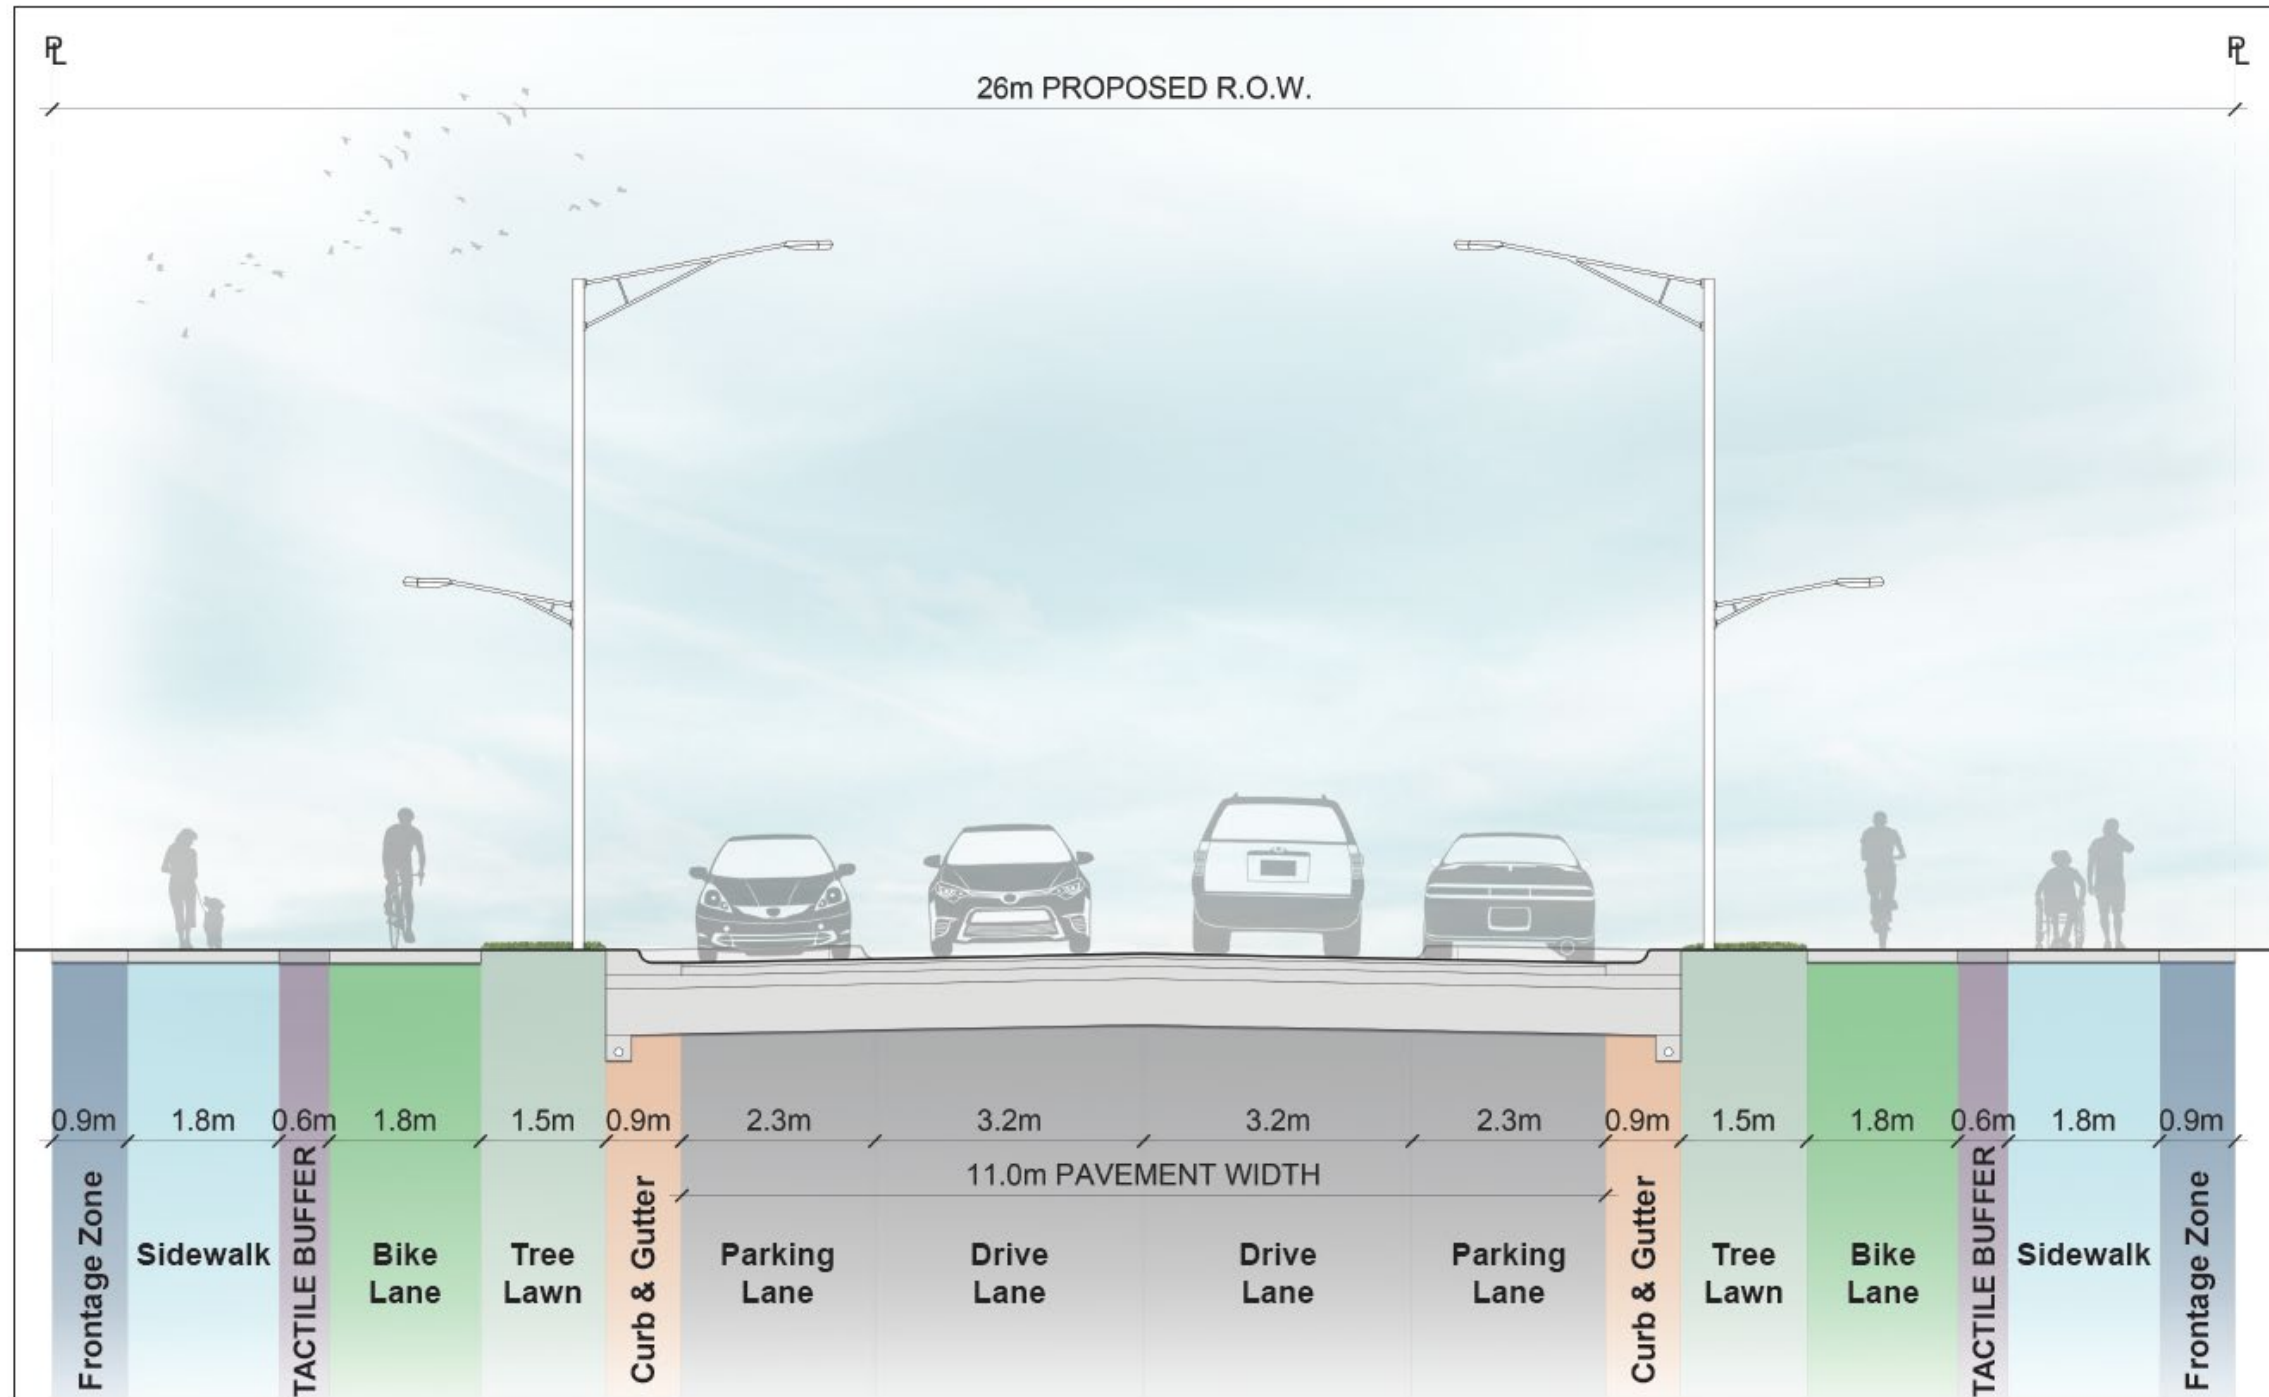 PL
PL
26m PROPOSED R.O.W.
0.9m 1.8m 0.6m 1.8m 1.5m 0.9m 2.3m 3.2m 3.2m 2.3m 0.9m 1.5m 1.8m 0.6m 1.8m 0.9m
11.0m PAVEMENT WIDTH
Frontage Zone
Sidewalk
TACTILE BUFFER
Bike
Lane
Tree
Lawn
Curb & Gutter
Parking
Lane
Drive
Lane
Drive
Lane
Parking
Lane
Curb & Gutter
Tree
Lawn
Bike
Lane
TACTILE BUFFER
Sidewalk
Frontage Zone